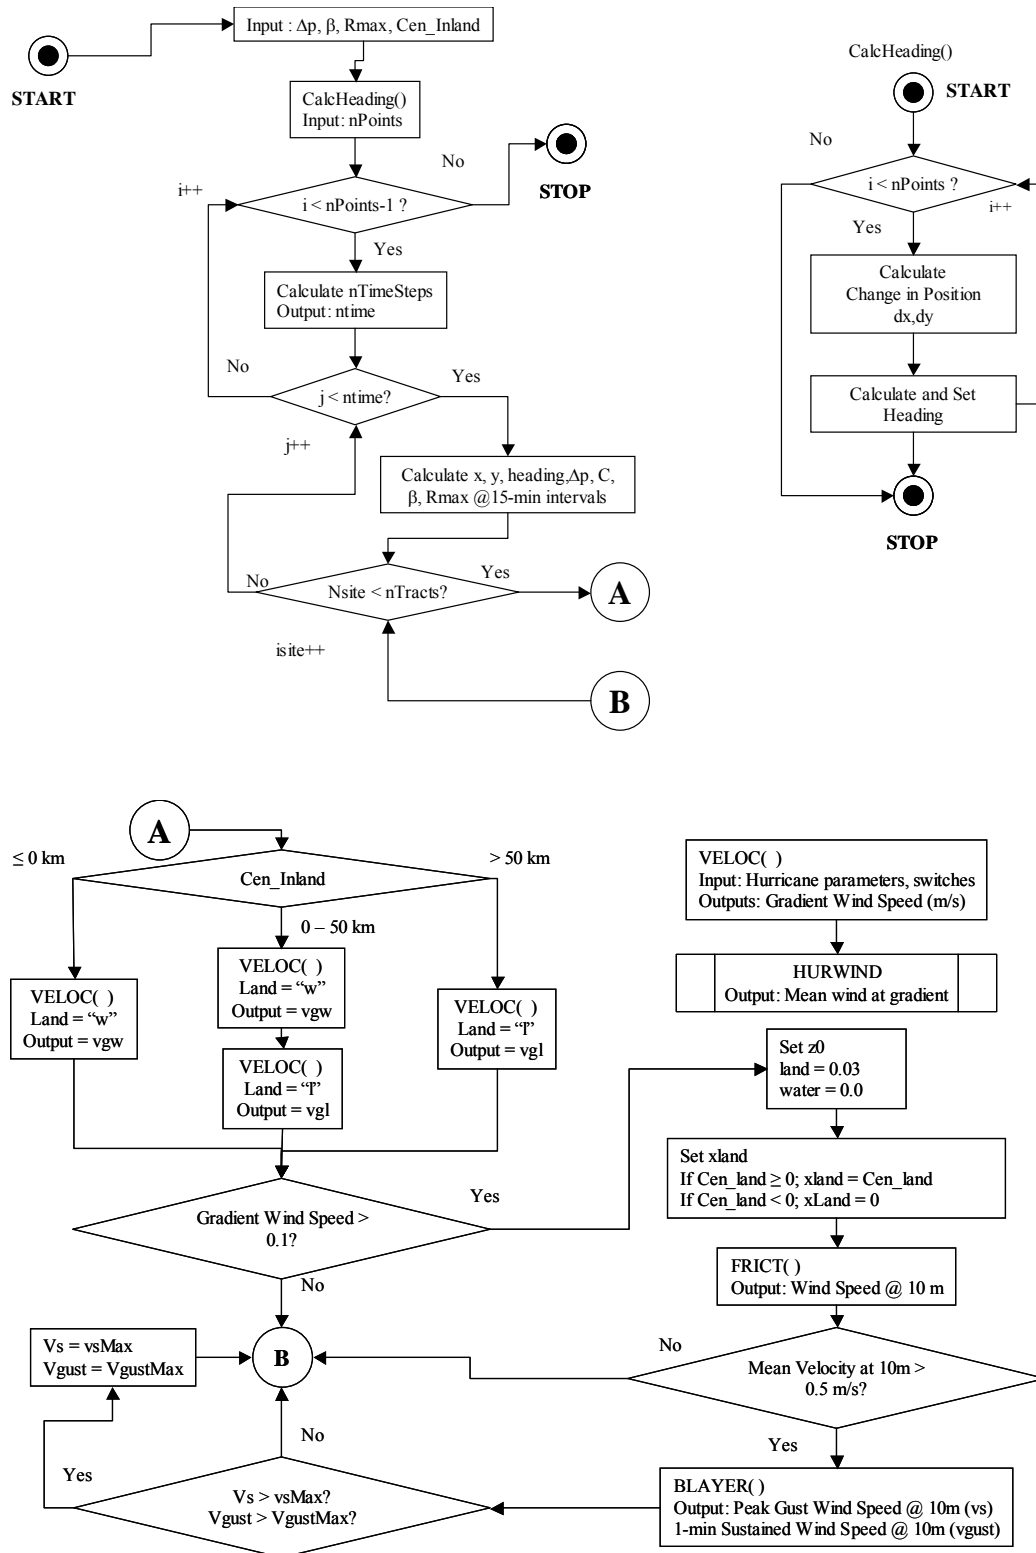 Input : Δp, β, Rmax, Cen_Inland
START
CalcHeading()
Input: nPoints
No
STOP
i++
i < nPoints-1 ?
Yes
Calculate nTimeSteps
Output: ntime
No
Yes
j < ntime?
j++
Calculate x, y, heading,Δp, C,
β, Rmax @15-min intervals
No
Yes
Nsite < nTracts?
A
isite++
B
CalcHeading()
START
No
i < nPoints ?
i++
Yes
Calculate
Change in Position
dx,dy
Calculate and Set
Heading
STOP
A
≤ 0 km
> 50 km
Cen_Inland
0 – 50 km
VELOC( )
Land = “w”
Output = vgw
VELOC( )
Land = “w”
Output = vgw
VELOC( )
Land = “l”
Output = vgl
VELOC( )
Land = “l”
Output = vgl
Yes
Gradient Wind Speed >
0.1?
No
Vs = vsMax
Vgust = VgustMax
B
No
Yes
Vs > vsMax?
Vgust > VgustMax?
VELOC( )
Input: Hurricane parameters, switches
Outputs: Gradient Wind Speed (m/s)
HURWIND
Output: Mean wind at gradient
Set z0
land = 0.03
water = 0.0
Set xland
If Cen_land ≥ 0; xland = Cen_land
If Cen_land < 0; xLand = 0
FRICT( )
Output: Wind Speed @ 10 m
No
Mean Velocity at 10m >
0.5 m/s?
Yes
BLAYER( )
Output: Peak Gust Wind Speed @ 10m (vs)
1-min Sustained Wind Speed @ 10m (vgust)